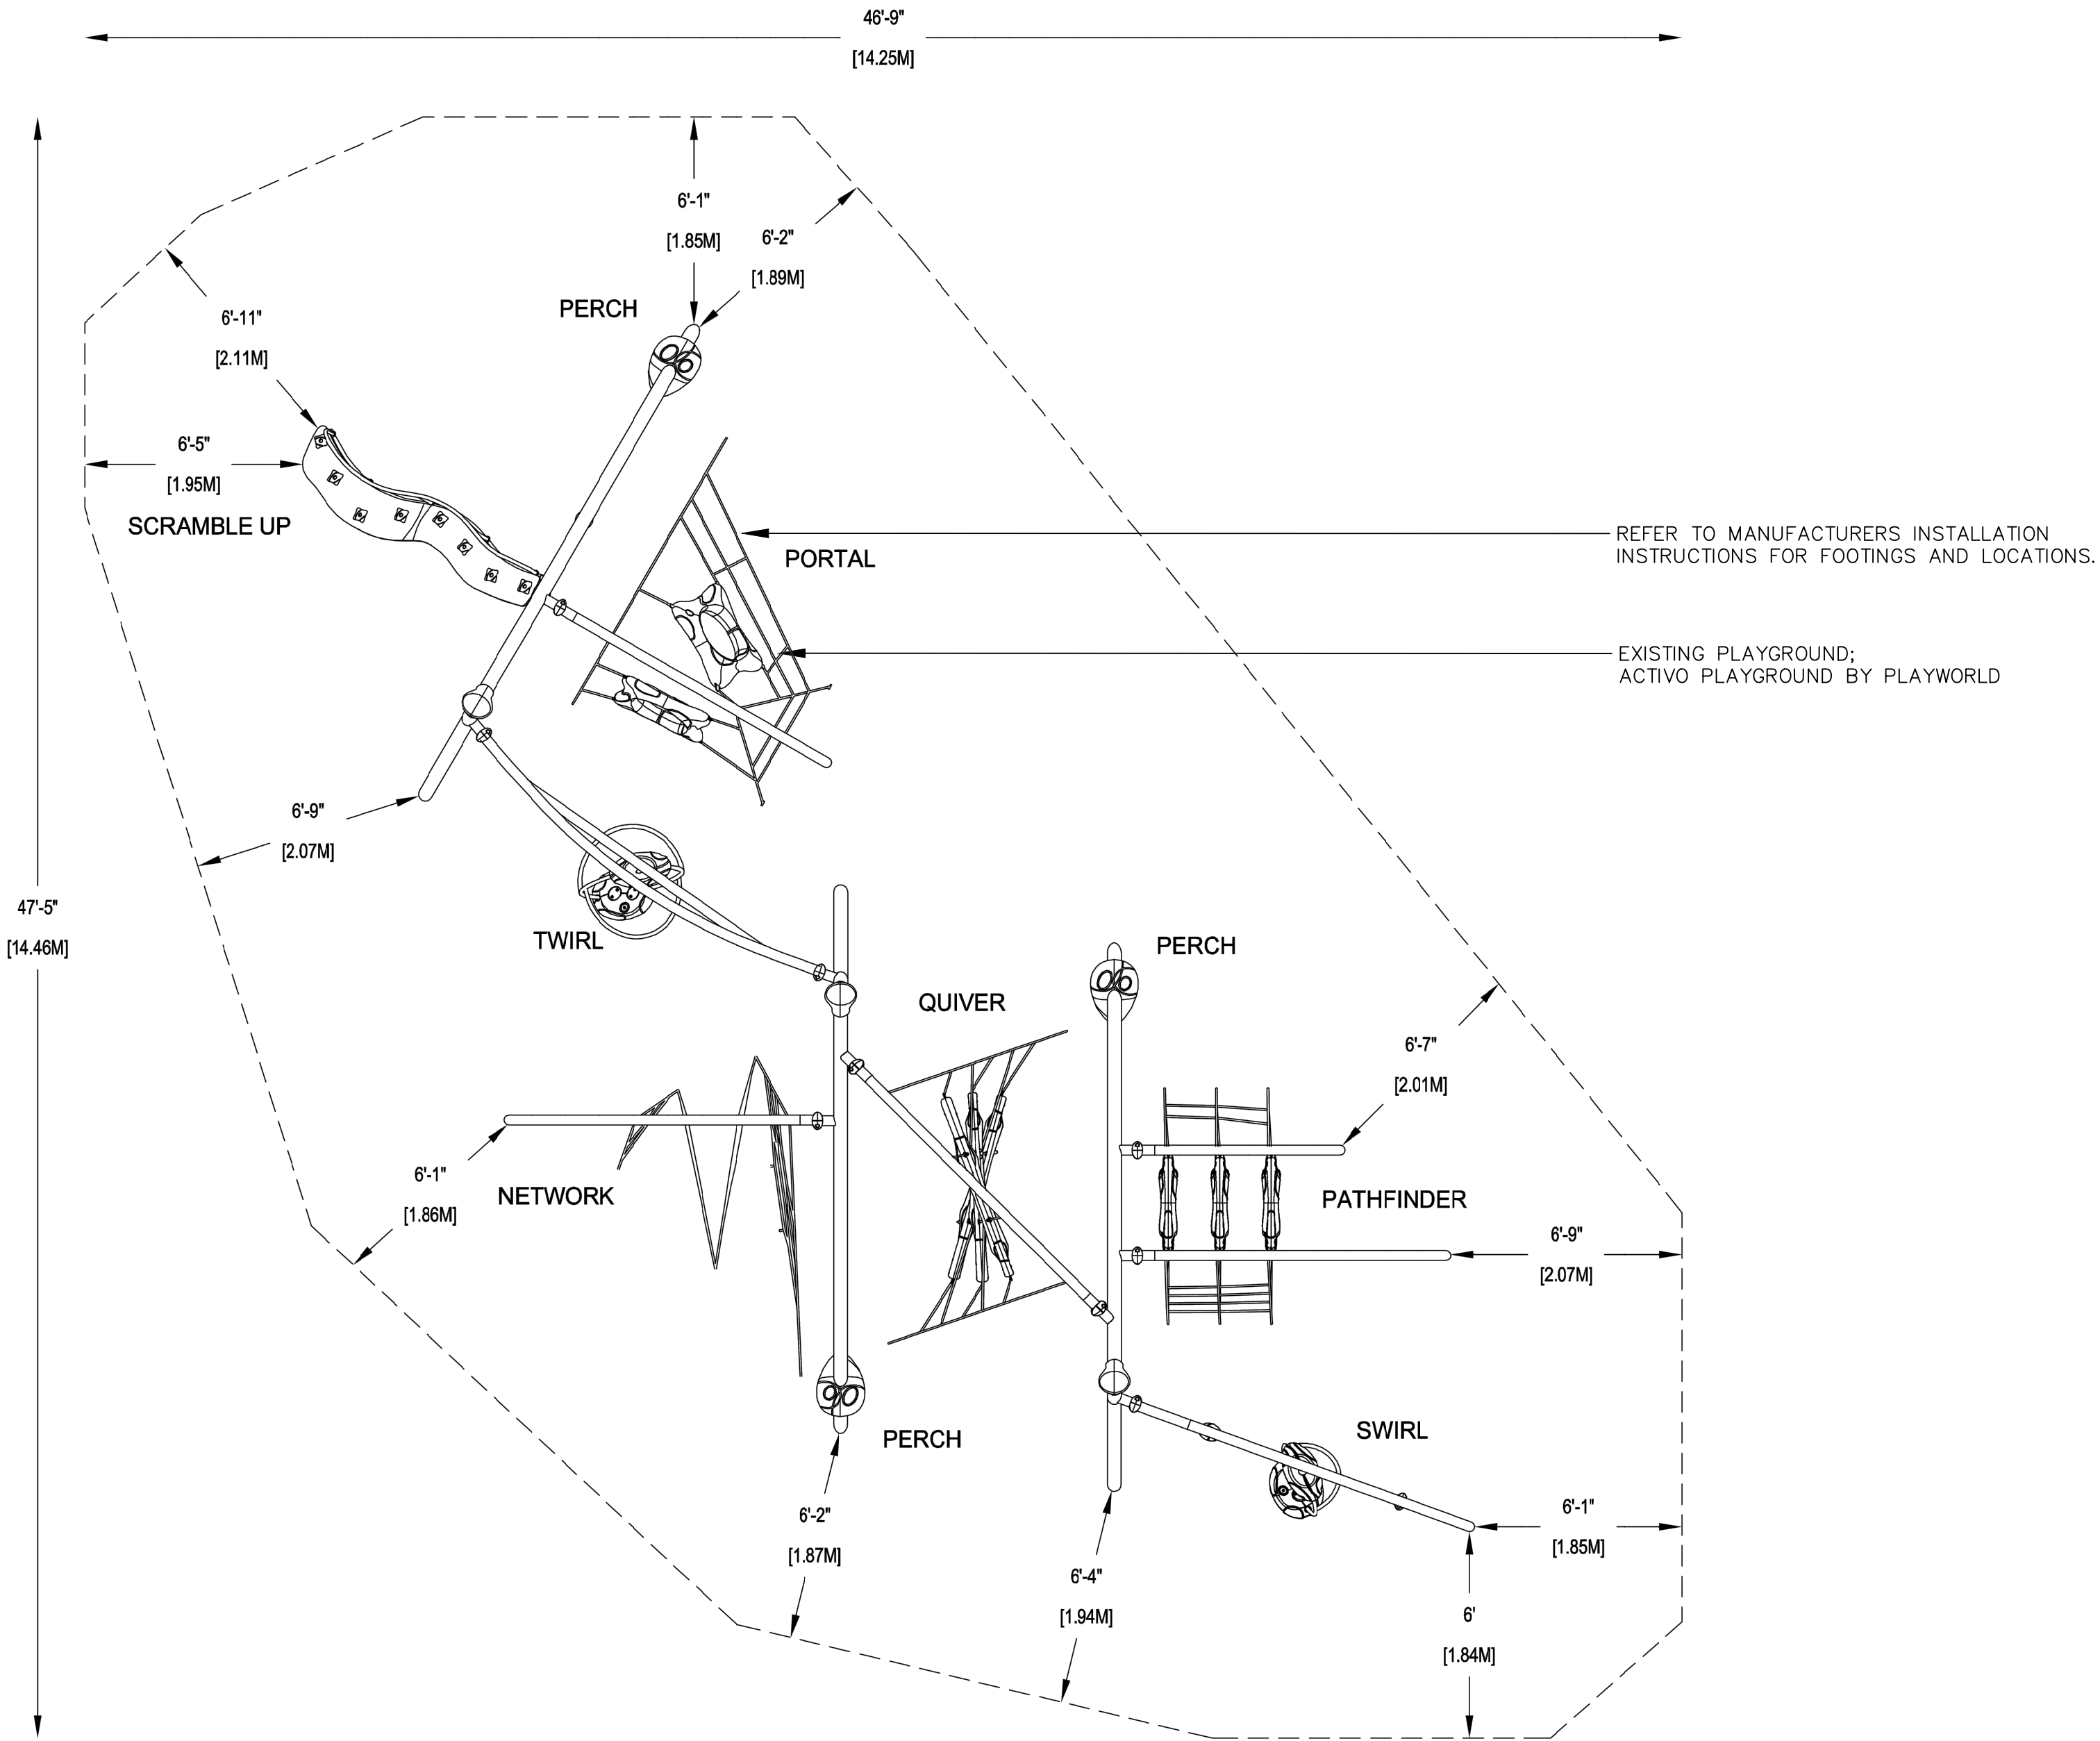 46'-9"
[14.25M]
6'-1"
[1.85M]
6'-2"
[1.89M]
PERCH
6'-11"
[2.11M]
6'-5"
[1.95M]
SCRAMBLE UP
PORTAL
REFER TO MANUFACTURERS INSTALLATION
INSTRUCTIONS FOR FOOTINGS AND LOCATIONS.
EXISTING PLAYGROUND;
ACTIVO PLAYGROUND BY PLAYWORLD
6'-9"
[2.07M]
47'-5"
[14.46M]
TWIRL
PERCH
QUIVER
6'-7"
[2.01M]
6'-1"
[1.86M]
NETWORK
PATHFINDER
6'-9"
[2.07M]
PERCH
SWIRL
6'-2"
[1.87M]
6'-1"
[1.85M]
6'-4"
[1.94M]
6'
[1.84M]